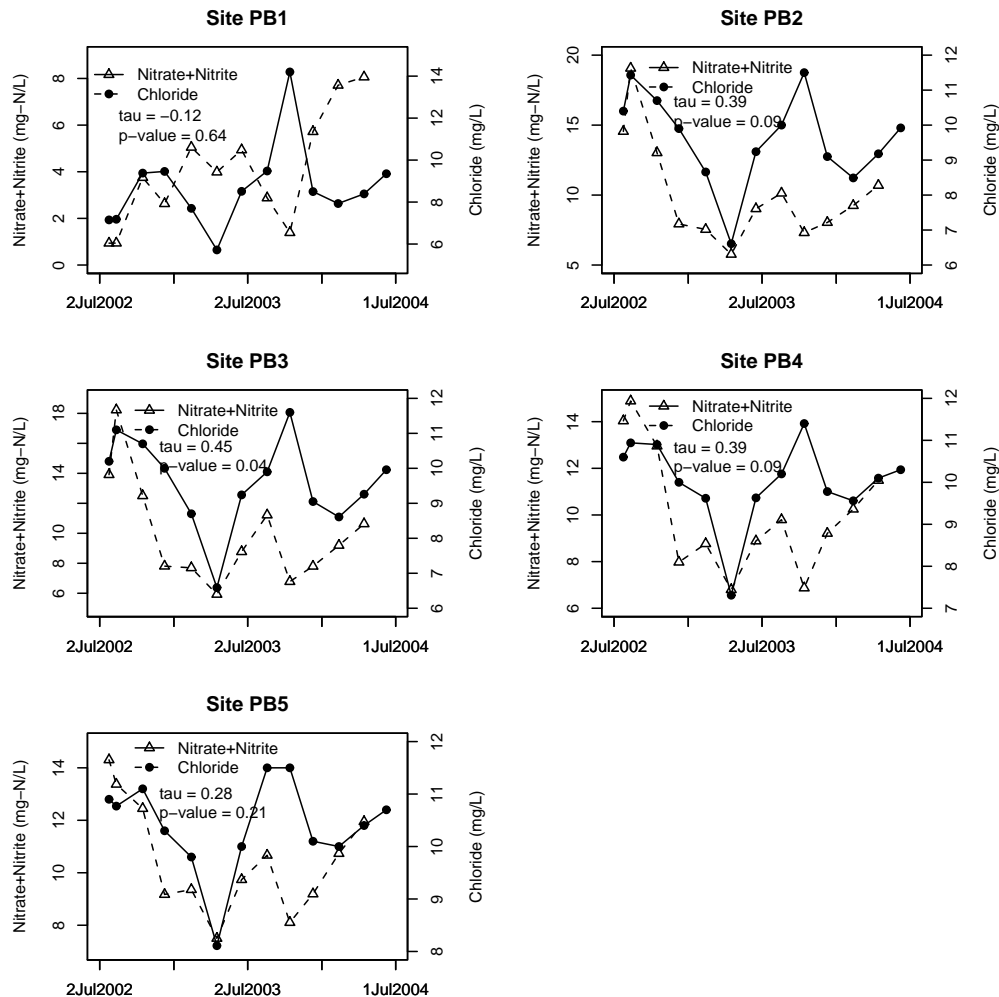 Site PB1
Nitrate+Nitrite (mg−N/L)
0 2 4 6 8
Nitrate+Nitrite
Chloride
tau = −0.12
p−value = 0.64
6 8 10 12 14
Chloride (mg/L)
2Jul2002 2Jul2003 1Jul2004
Site PB2
Nitrate+Nitrite (mg−N/L)
5 10 15 20
Nitrate+Nitrite
Chloride
tau = 0.39
p−value = 0.09
6 7 8 9 10 11 12
Chloride (mg/L)
2Jul2002 2Jul2003 1Jul2004
Site PB3
Nitrate+Nitrite (mg−N/L)
6 8 10 14 18
Nitrate+Nitrite
Chloride
tau = 0.45
p−value = 0.04
6 7 8 9 10 11 12
Chloride (mg/L)
2Jul2002 2Jul2003 1Jul2004
Site PB4
Nitrate+Nitrite (mg−N/L)
6 8 10 12 14
Nitrate+Nitrite
Chloride
tau = 0.39
p−value = 0.09
7 8 9 10 11 12
Chloride (mg/L)
2Jul2002 2Jul2003 1Jul2004
Site PB5
Nitrate+Nitrite (mg−N/L)
8 10 12 14
Nitrate+Nitrite
Chloride
tau = 0.28
p−value = 0.21
8 9 10 11 12
Chloride (mg/L)
2Jul2002 2Jul2003 1Jul2004